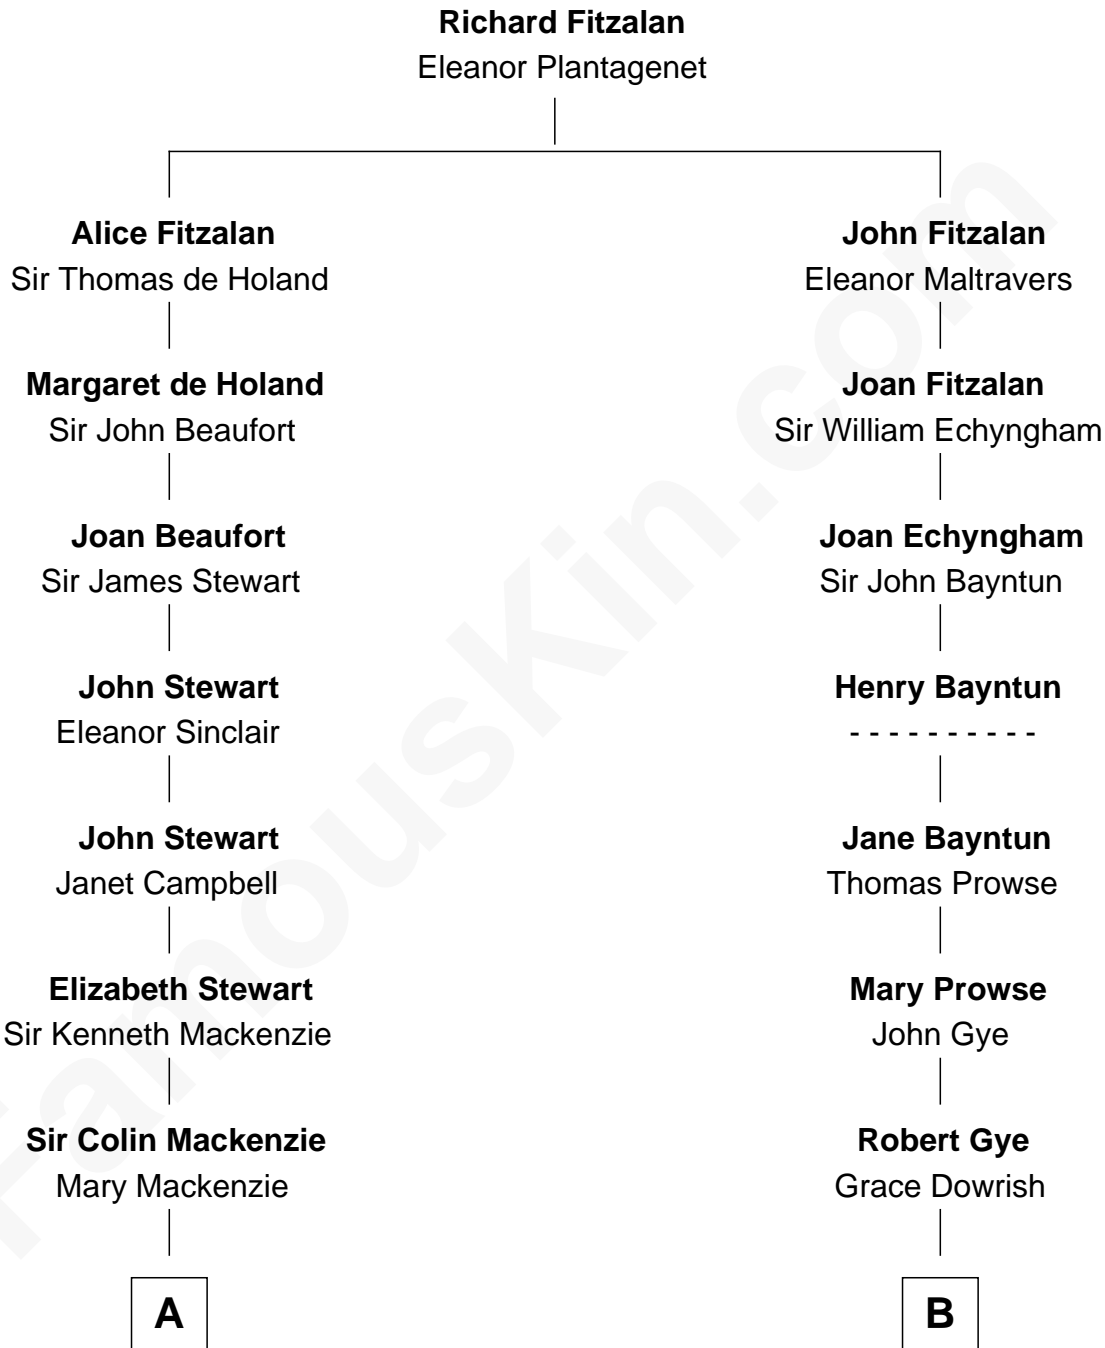 Richard Fitzalan
Eleanor Plantagenet
Alice Fitzalan
Sir Thomas de Holand
John Fitzalan
Eleanor Maltravers
Margaret de Holand
Sir John Beaufort
Joan Fitzalan
Sir William Echyngham
Joan Beaufort
Sir James Stewart
Joan Echyngham
Sir John Bayntun
John Stewart
Eleanor Sinclair
Henry Bayntun
- - - - - - - - - -
John Stewart
Janet Campbell
Jane Bayntun
Thomas Prowse
Elizabeth Stewart
Sir Kenneth Mackenzie
Mary Prowse
John Gye
Sir Colin Mackenzie
Mary Mackenzie
Robert Gye
Grace Dowrish
A
B
FamousKin.com